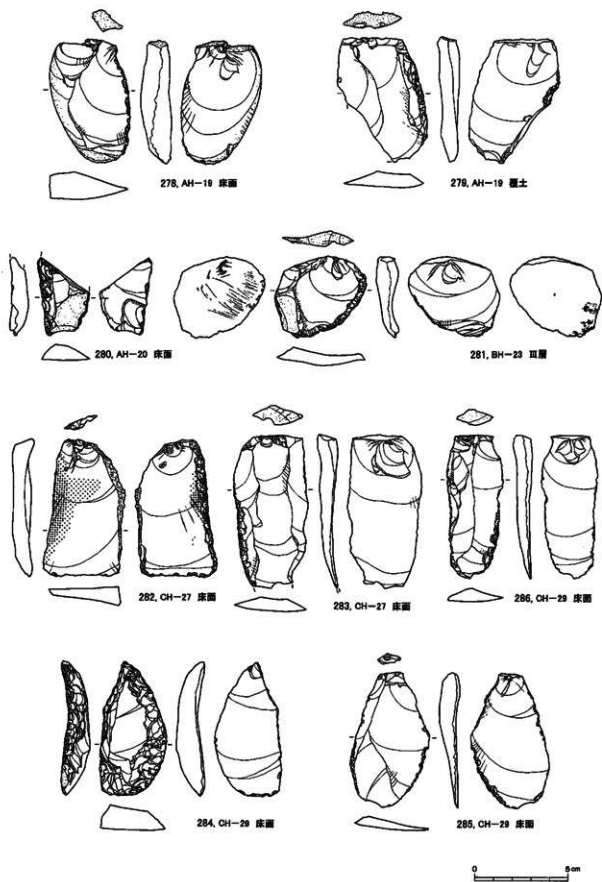 278, AH-19 床面
279, AH-19 覆土
280, AH-20 床面
281, BH-23 Ⅲ層
282, CH-27 床面
283, CH-27 床面
286, CH-29 床面
284, CH-29 床面
285, CH-29 床面
0 5cm